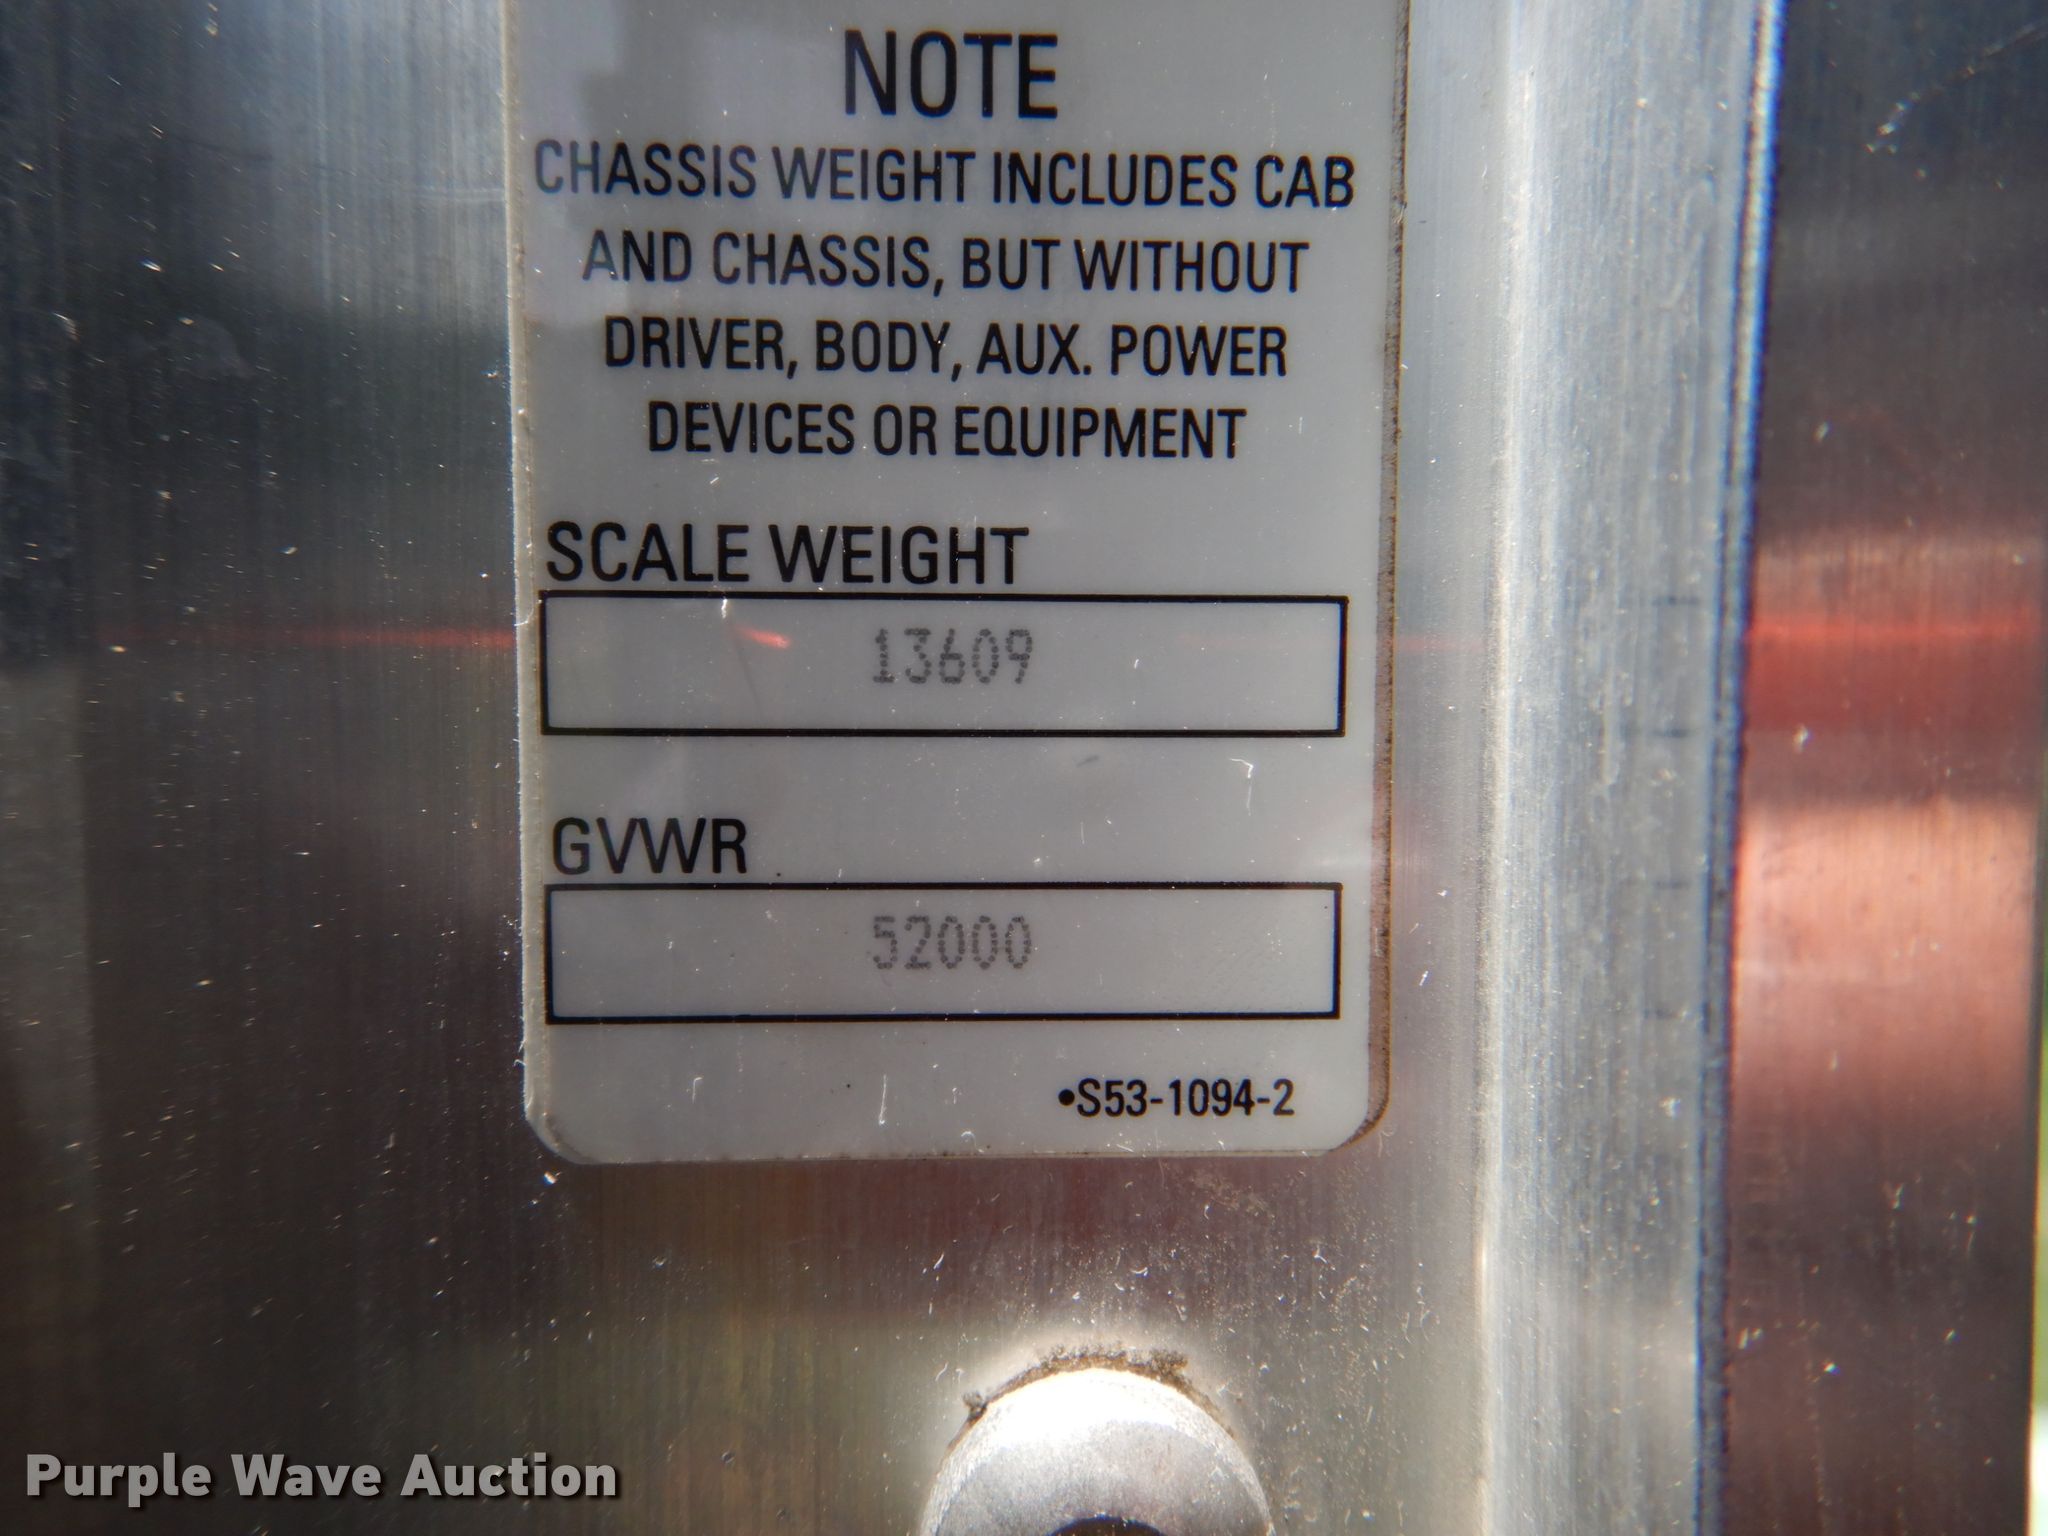 NOTE
CHASSIS WEIGHT INCLUDES CAB
AND CHASSIS, BUT WITHOUT
DRIVER, BODY, AUX. POWER
DEVICES OR EQUIPMENT
SCALE WEIGHT
13609
GVWR
52000
•S53-1094-2
Purple Wave Auction